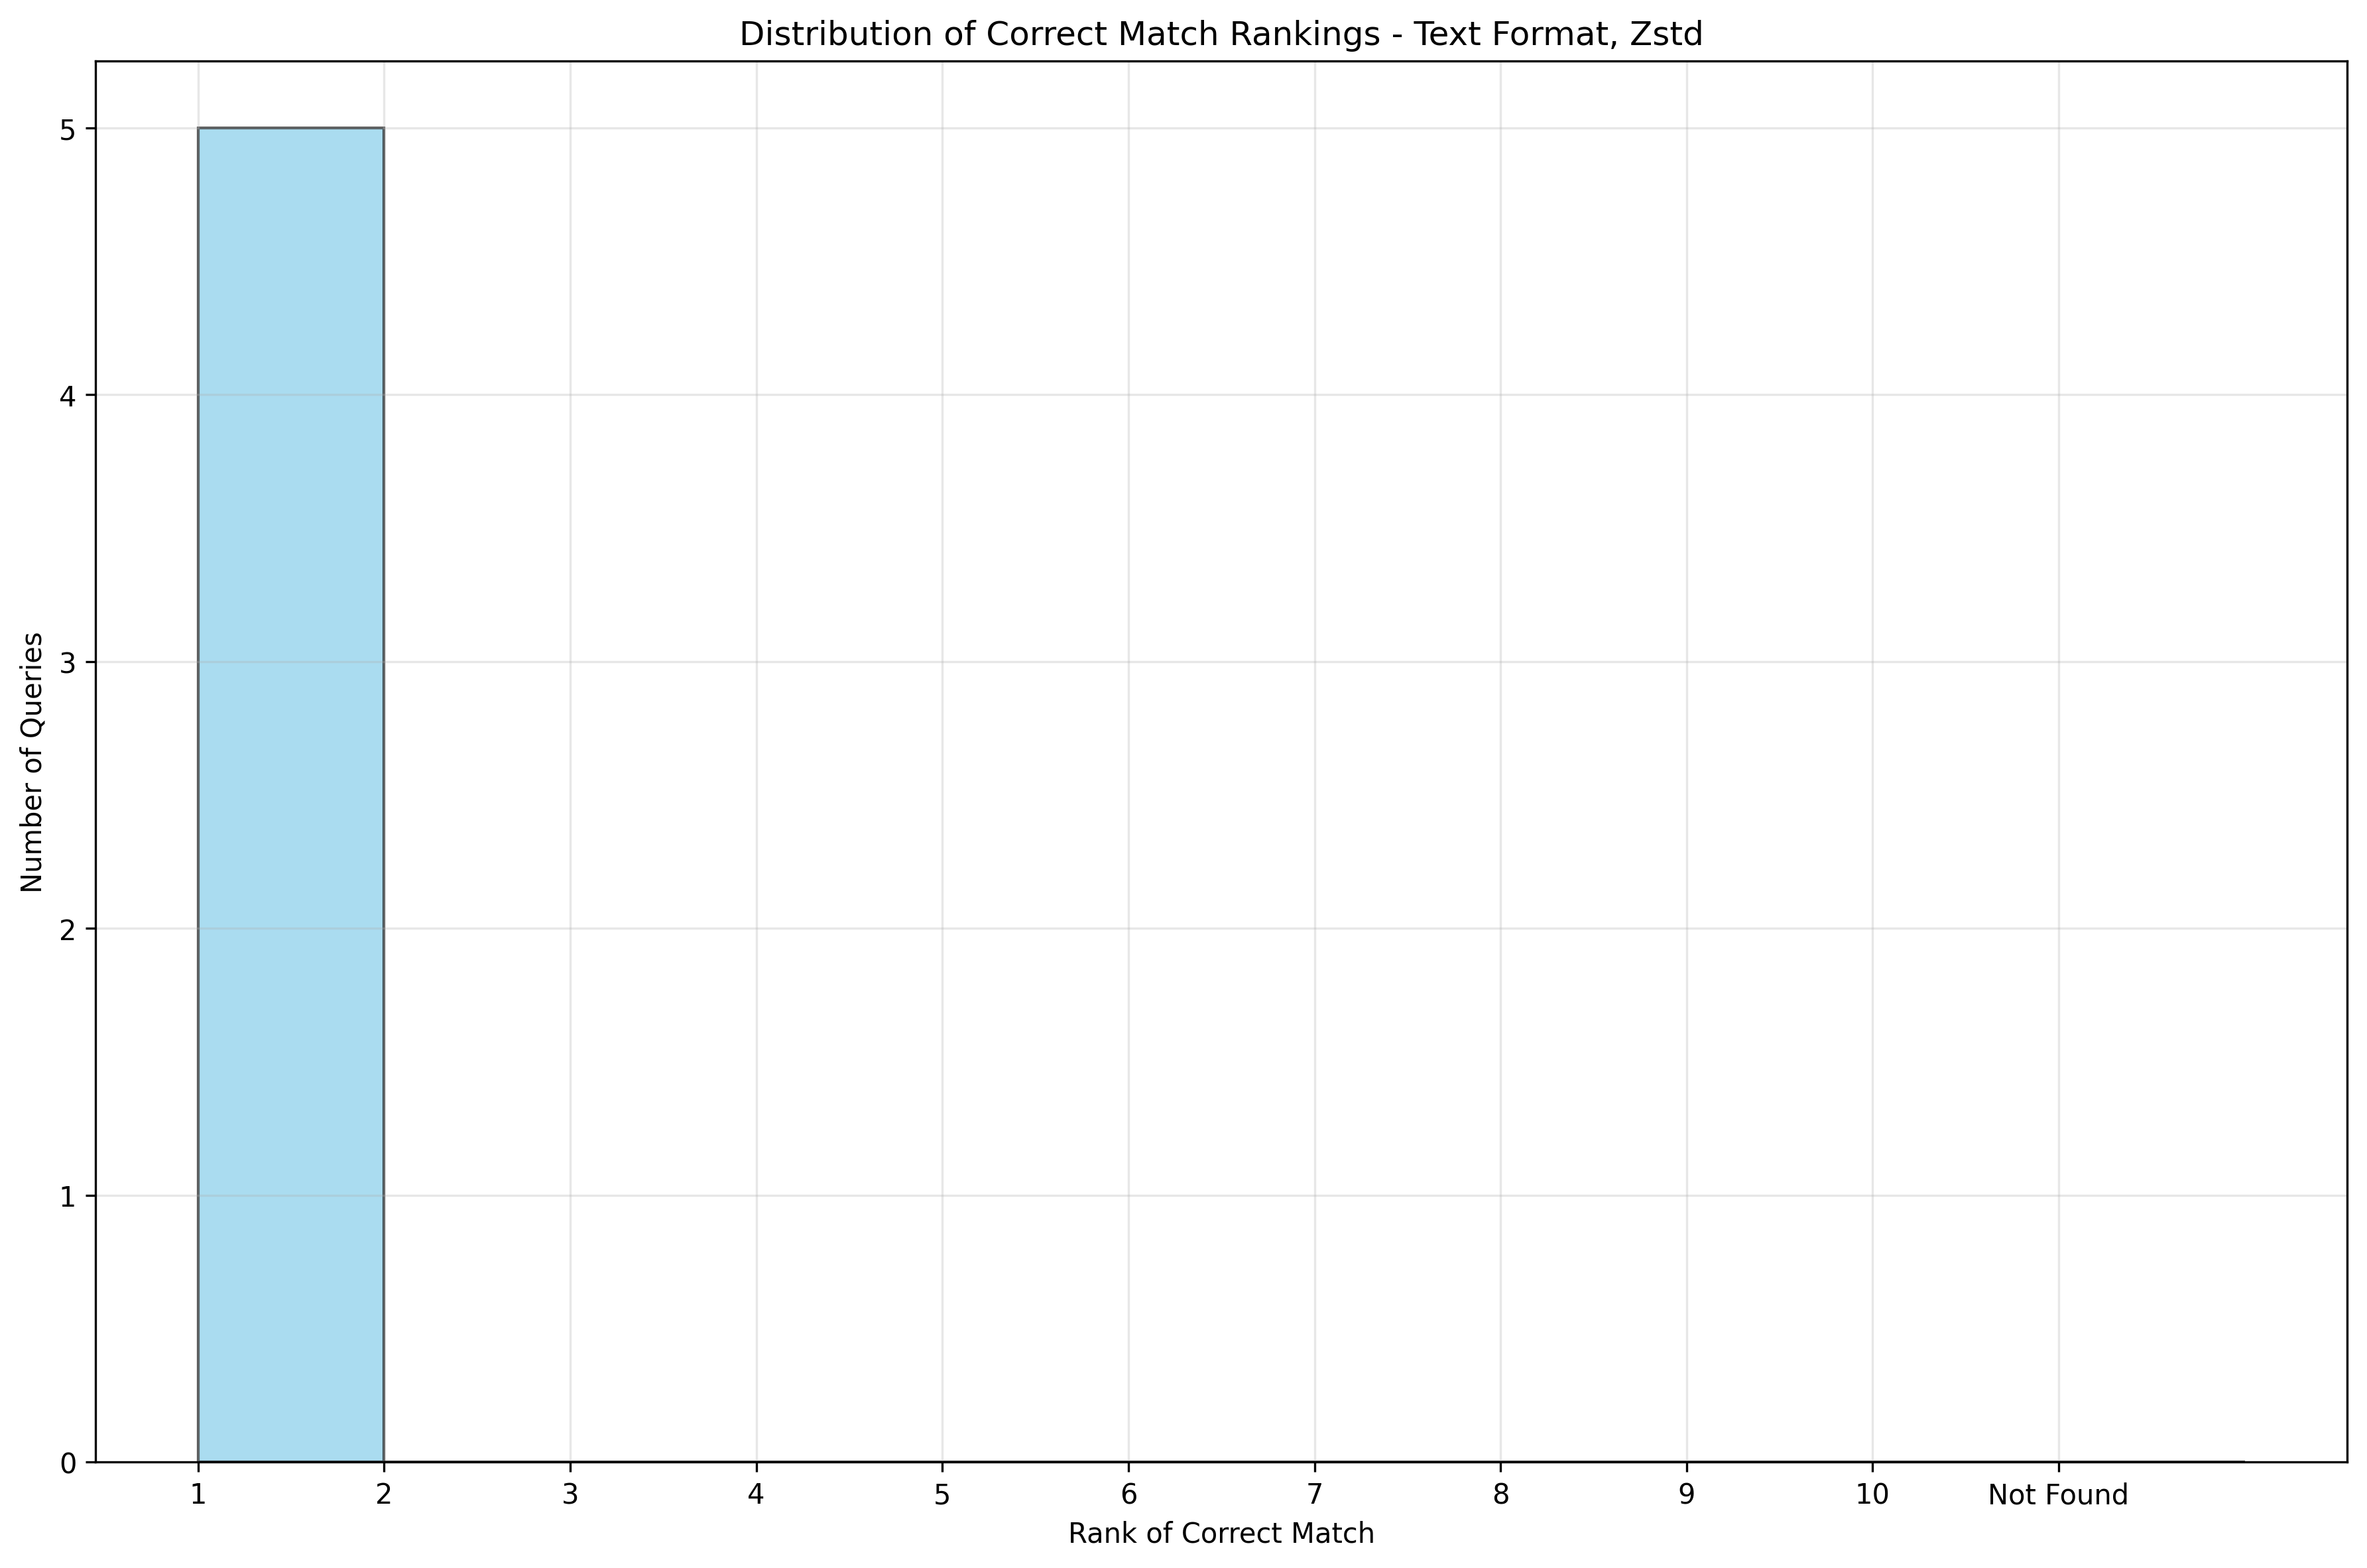 Distribution of Correct Match Rankings - Text Format, Zstd
5
4
3
2
1
0
Number of Queries
1 2 3 4 5 6 7 8 9 10 Not Found
Rank of Correct Match